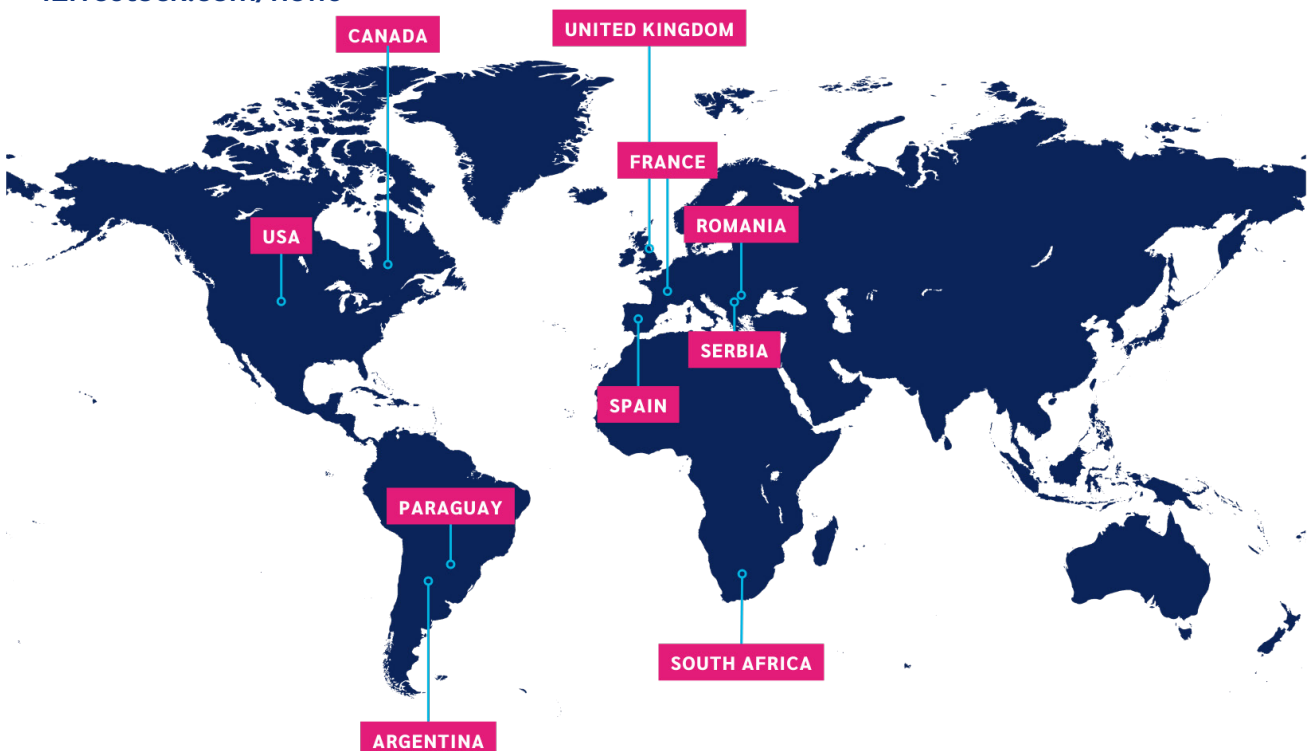 CANADA
UNITED KINGDOM
FRANCE
USA
ROMANIA
SERBIA
SPAIN
PARAGUAY
SOUTH AFRICA
ARGENTINA